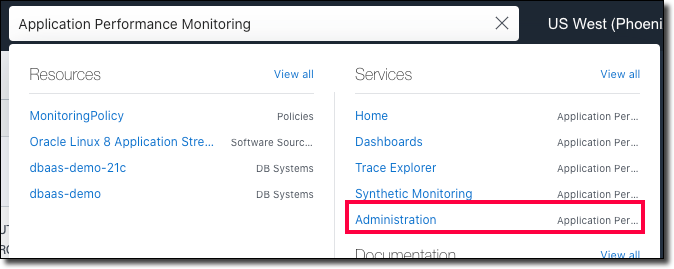 Application Performance Monitoring
US West (Phoeni
Resources View all
MonitoringPolicy Policies
Oracle Linux 8 Application Stre... Software Sourc...
dbaas-demo-21c DB Systems
dbaas-demo DB Systems
Services View all
Home Application Per...
Dashboards Application Per...
Trace Explorer Application Per...
Synthetic Monitoring Application Per...
Administration Application Per...
Documentation View all